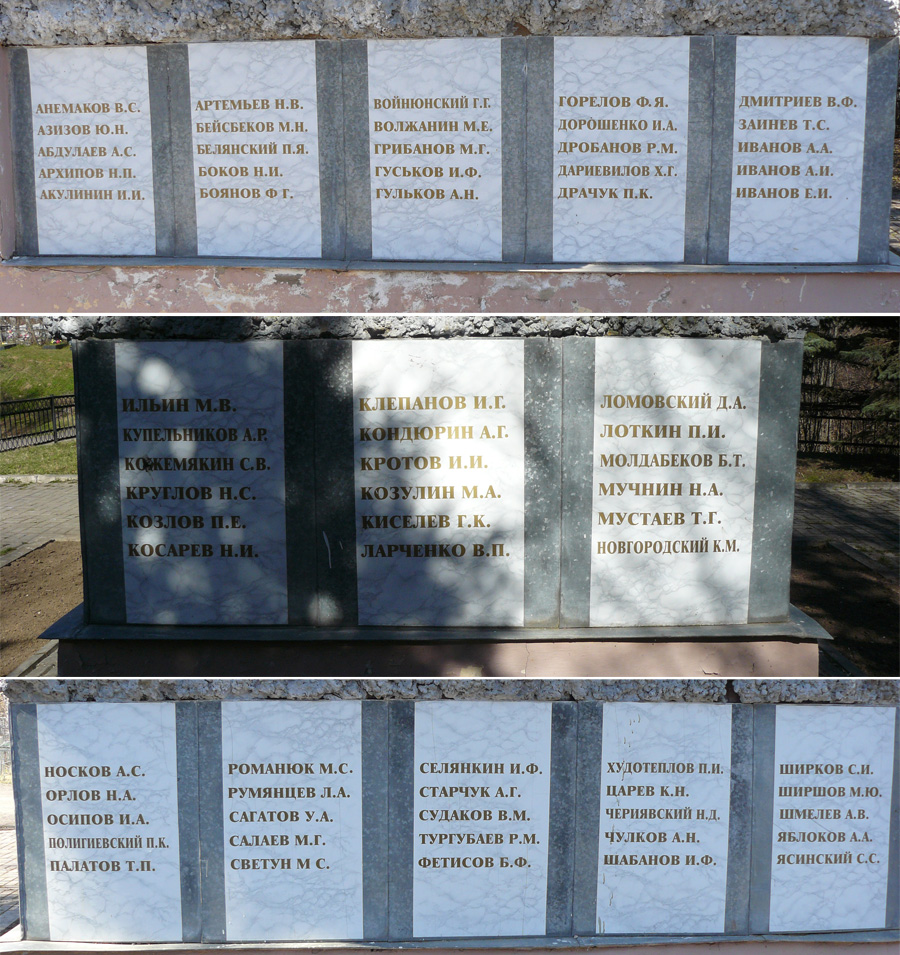 АНЕМАКОВ В.С.
АЗИЗОВ Ю.Н.
АБДУЛАЕВ А.С.
АРХИПОВ Н.П.
АКУЛИНИН И.И.
АРТЕМЬЕВ Н.В.
БЕЙСБЕКОВ М.Н.
БЕЛЯНСКИЙ П.Я.
БОКОВ Н.И.
БОЯНОВ Ф Г.
ВОЙНЮНСКИЙ Г.Г.
ВОЛЖАНИН М.Е.
ГРИБАНОВ М.Г.
ГУСЬКОВ И.Ф.
ГУЛЬКОВ А.Н.
ГОРЕЛОВ Ф.Я.
ДОРОШЕНКО И.А.
ДРОБАНОВ Р.М.
ДАРИЕВИЛОВ Х.Г.
ДРАЧУК П.К.
ДМИТРИЕВ В.Ф.
ЗАИНЕВ Т.С.
ИВАНОВ А.А.
ИВАНОВ А.И.
ИВАНОВ Е.И.
ИЛЬИН М.В.
КУПЕЛЬНИКОВ А.Р.
КОЖЕМЯКИН С.В.
КРУГЛОВ Н.С.
КОЗЛОВ П.Е.
КОСАРЕВ Н.И.
КЛЕПАНОВ И.Г.
КОНДЮРИН А.Г.
КРОТОВ И.И.
КОЗУЛИН М.А.
КИСЕЛЕВ Г.К.
ЛАРЧЕНКО В.П.
ЛОМОВСКИЙ Д.А.
ЛОТКИН П.И.
МОЛДАБЕКОВ Б.Т.
МУЧНИН Н.А.
МУСТАЕВ Т.Г.
НОВГОРОДСКИЙ К.М.
НОСКОВ А.С.
ОРЛОВ Н.А.
ОСИПОВ И.А.
ПОЛИГИЕВСКИЙ П.К.
ПАЛАТОВ Т.П.
РОМАНЮК М.С.
РУМЯНЦЕВ Л.А.
САГАТОВ У.А.
САЛАЕВ М.Г.
СВЕТУН М С.
СЕЛЯНКИН И.Ф.
СТАРЧУК А.Г.
СУДАКОВ В.М.
ТУРГУБАЕВ Р.М.
ФЕТИСОВ Б.Ф.
ХУДОТЕПЛОВ П.И.
ЦАРЕВ К.Н.
ЧЕРИЯВСКИЙ Н.Д.
ЧУЛКОВ А.Н.
ШАБАНОВ И.Ф.
ШИРКОВ С.И.
ШИРШОВ М.Ю.
ШМЕЛЕВ А.В.
ЯБЛОКОВ А.А.
ЯСИНСКИЙ С.С.